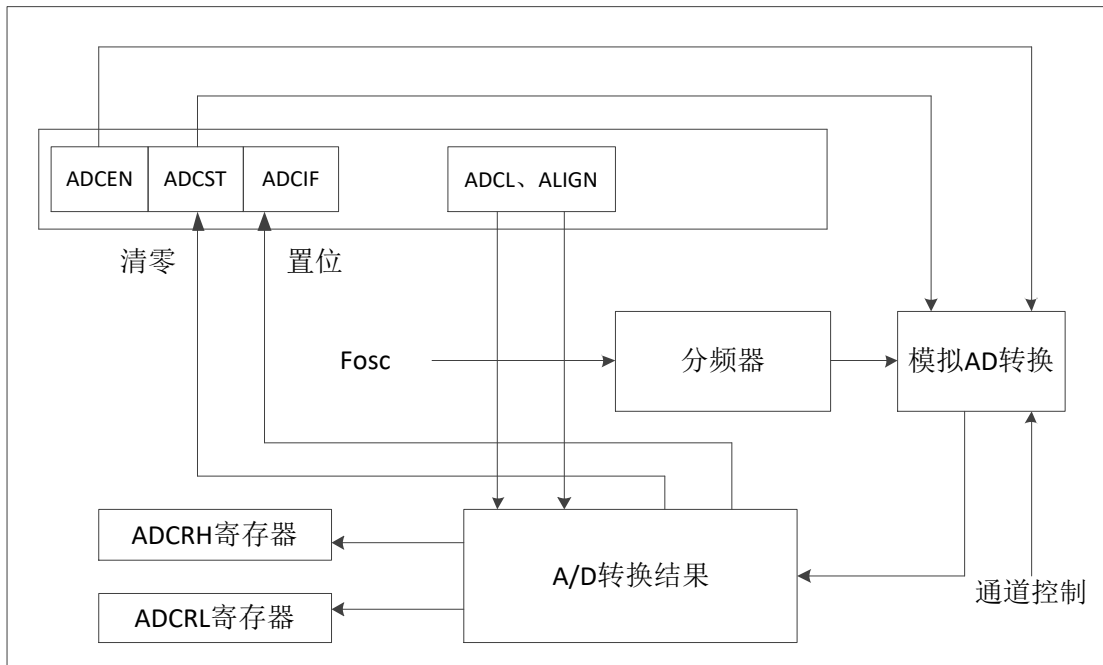 ADCEN
ADCST
ADCIF
ADCL、ALIGN
清零
置位
Fosc
分频器
模拟AD转换
ADCRH寄存器
A/D转换结果
ADCRL寄存器
通道控制